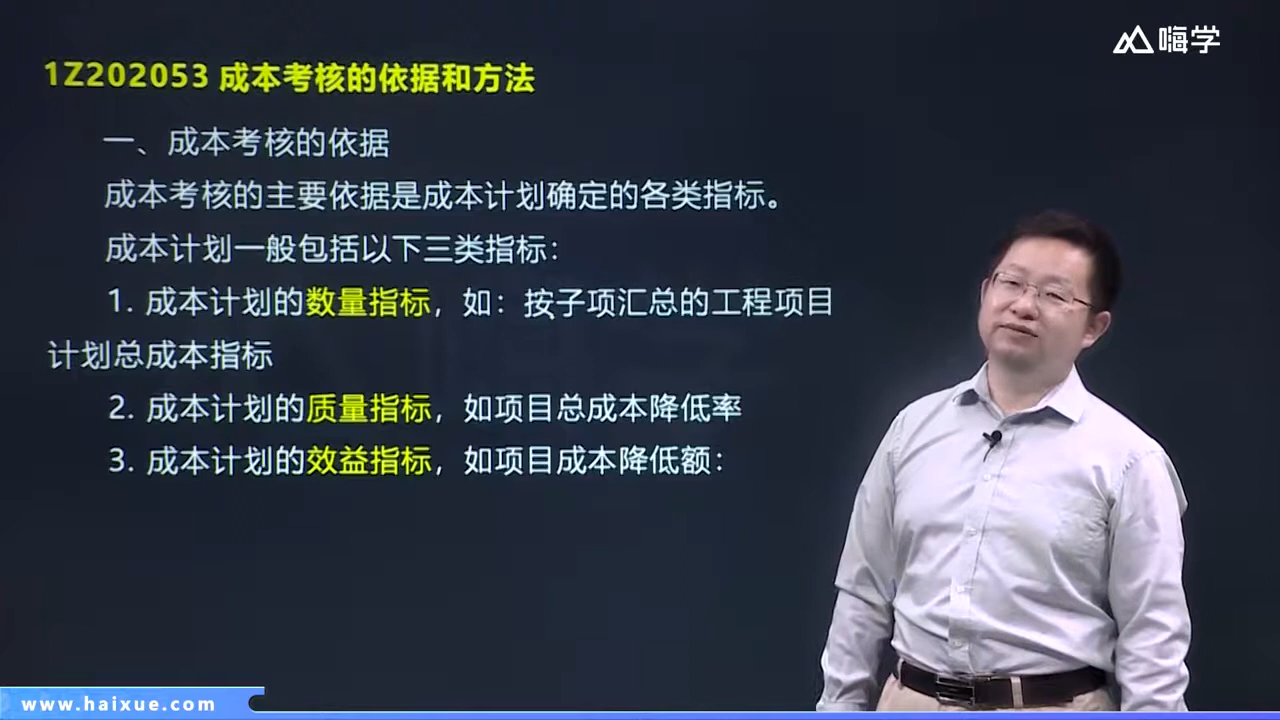 嗨学
1Z202053 成本考核的依据和方法
一、成本考核的依据
成本考核的主要依据是成本计划确定的各类指标。
成本计划一般包括以下三类指标：
1. 成本计划的数量指标，如：按子项汇总的工程项目
计划总成本指标
2. 成本计划的质量指标，如项目总成本降低率
3. 成本计划的效益指标，如项目成本降低额：
www.haixue.com